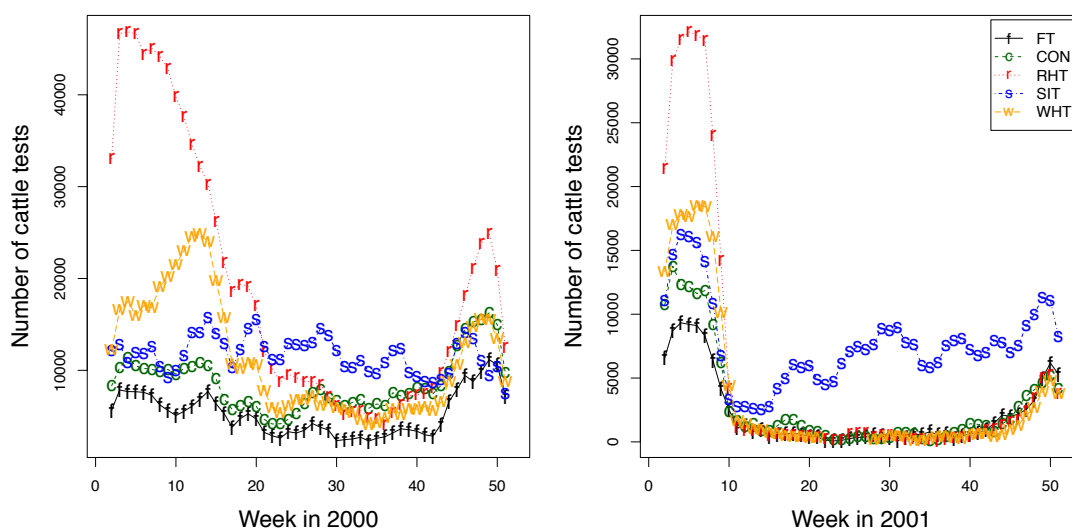 Number of cattle tests
40000
30000
20000
10000
0 10 20 30 40 50
Week in 2000
Number of cattle tests
30000
25000
20000
15000
10000
5000
0
0 10 20 30 40 50
Week in 2001
f FT
c CON
r RHT
s SIT
w WHT